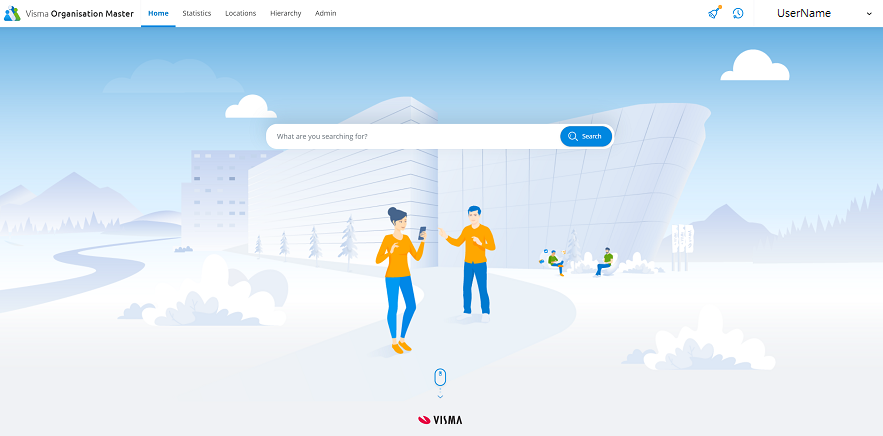 Visma Organisation Master
Home
Statistics
Locations
Hierarchy
Admin
UserName
What are you searching for?
Search
VISMA